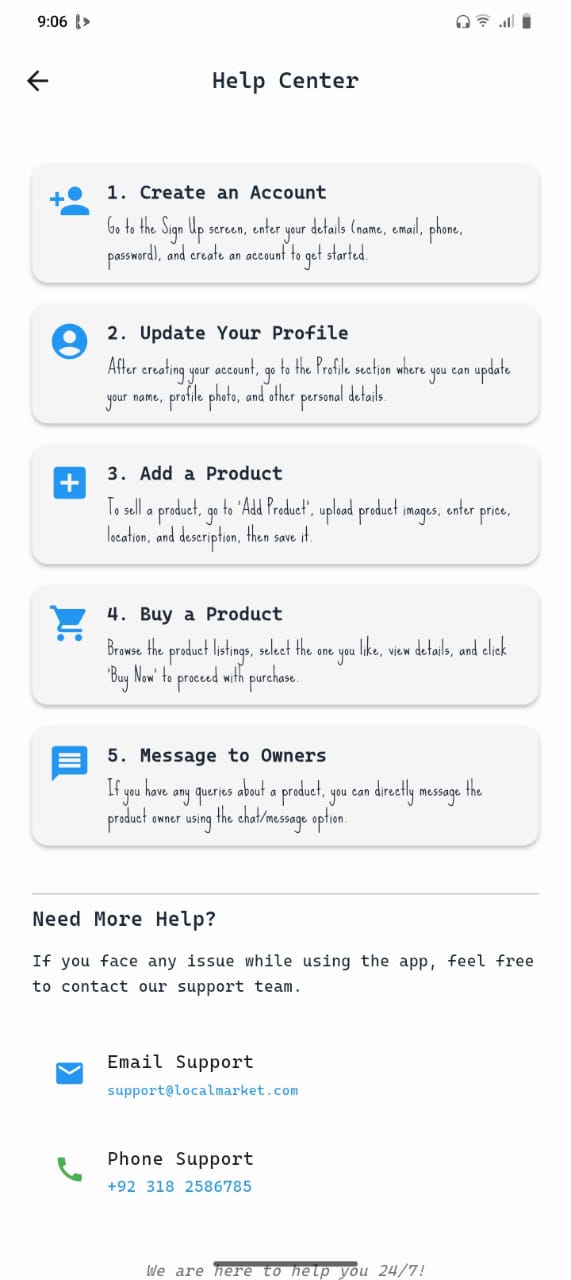 9:06
Help Center
1. Create an Account
Go to the Sign Up screen, enter your details (name, email, phone,
password), and create an account to get started.
2. Update Your Profile
After creating your account, go to the Profile section where you can update
your name, profile photo, and other personal details.
3. Add a Product
To sell a product, go to 'Add Product', upload product images, enter price,
location, and description, then save it.
4. Buy a Product
Browse the product listings, select the one you like, view details, and click
'Buy Now' to proceed with purchase.
5. Message to Owners
If you have any queries about a product, you can directly message the
product owner using the chat/message option.
Need More Help?
If you face any issue while using the app, feel free
to contact our support team.
Email Support
support@localmarket.com
Phone Support
+92 318 2586785
We are here to help you 24/7!